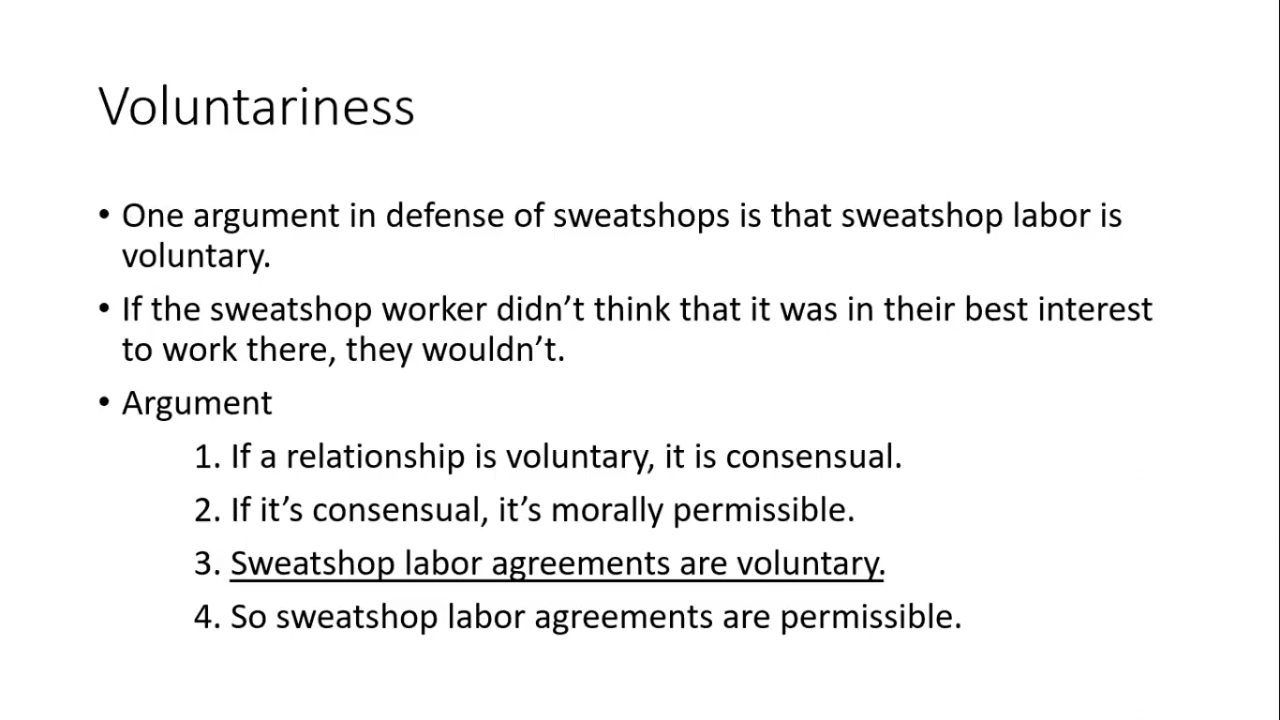 Voluntariness
• One argument in defense of sweatshops is that sweatshop labor is
voluntary.
• If the sweatshop worker didn’t think that it was in their best interest
to work there, they wouldn’t.
• Argument
1. If a relationship is voluntary, it is consensual.
2. If it’s consensual, it’s morally permissible.
3. Sweatshop labor agreements are voluntary.
4. So sweatshop labor agreements are permissible.